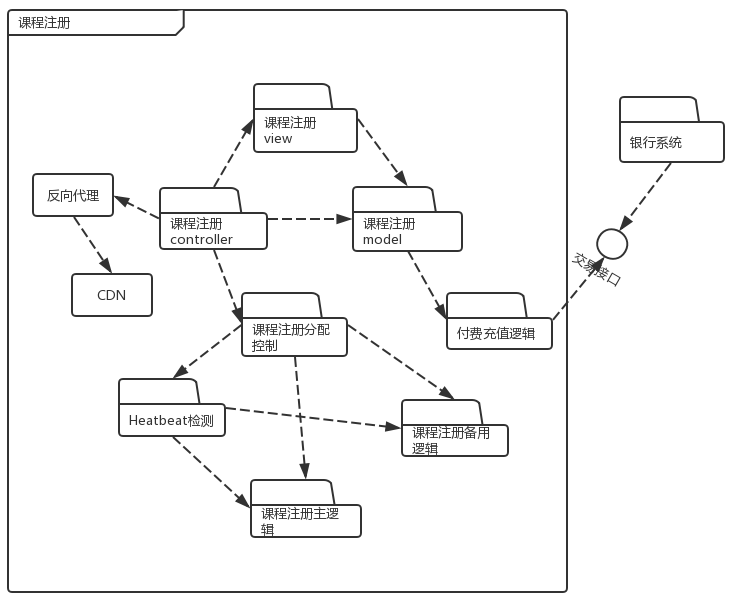 课程注册
课程注册
view
银行系统
反向代理
课程注册
controller
课程注册
model
交易接口
CDN
课程注册分配
控制
付费充值逻辑
Heatbeat检测
课程注册备用
逻辑
课程注册主逻
辑